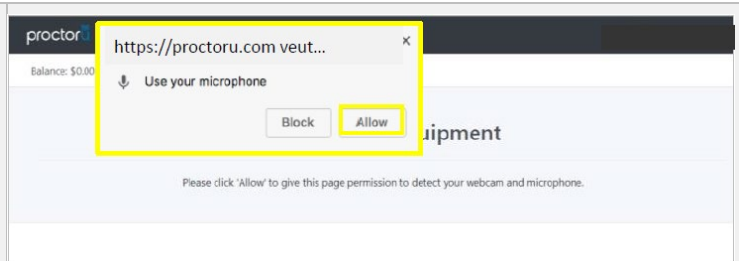 proctoru
https://proctoru.com veut...
×
Balance: $0.00
Use your microphone
Block
Allow
uipment
Please click 'Allow' to give this page permission to detect your webcam and microphone.